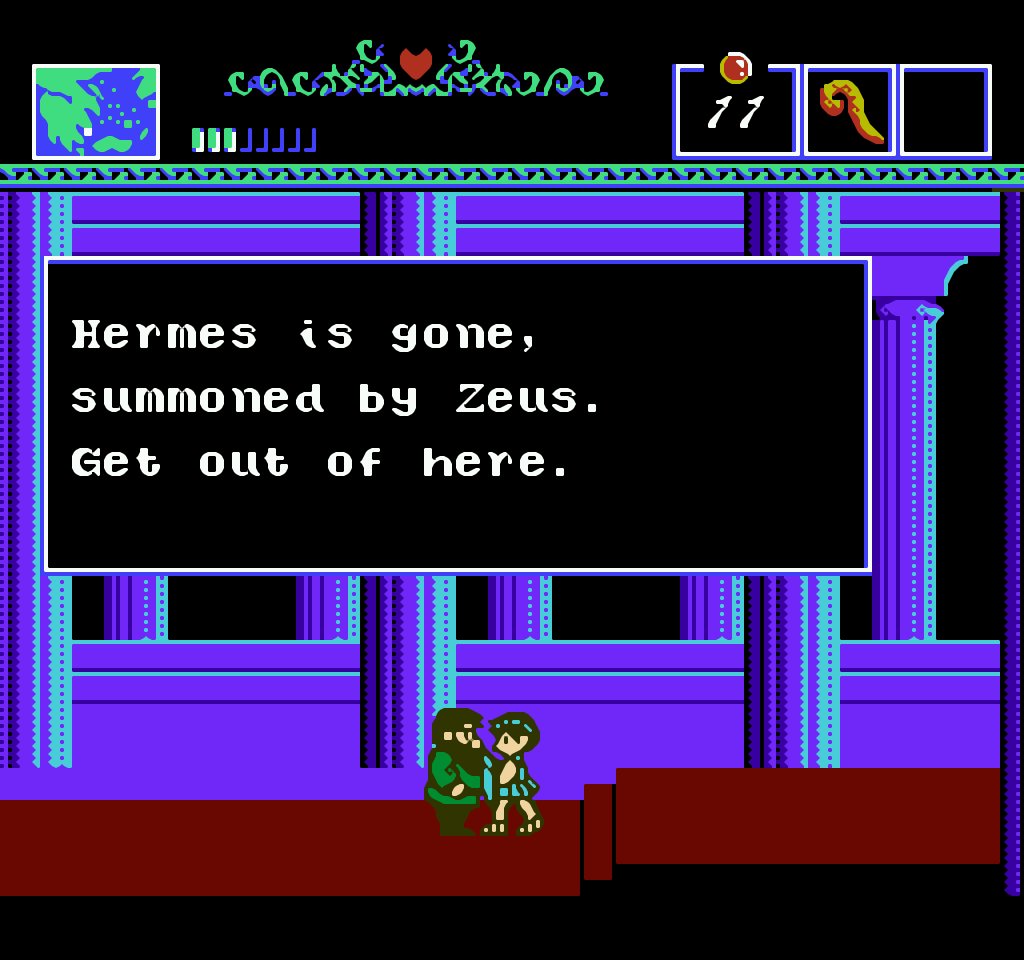 11
Hermes is gone,
summoned by Zeus.
Get out of here.